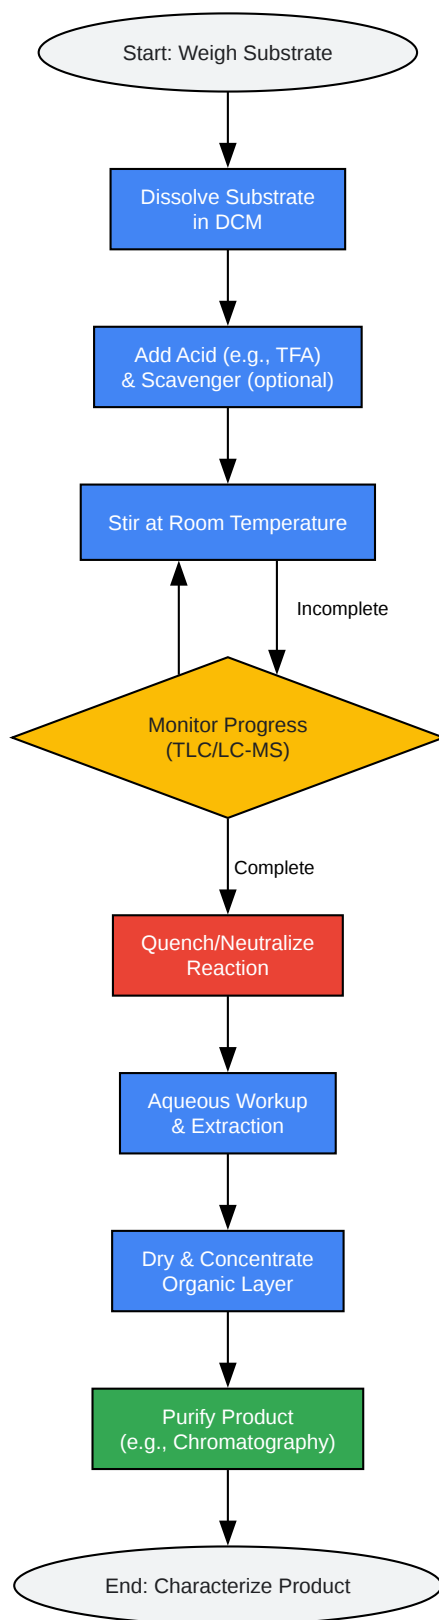 Start: Weigh Substrate
Dissolve Substrate
in DCM
Add Acid (e.g., TFA)
& Scavenger (optional)
Stir at Room Temperature
Incomplete
Monitor Progress
(TLC/LC-MS)
Complete
Quench/Neutralize
Reaction
Aqueous Workup
& Extraction
Dry & Concentrate
Organic Layer
Purify Product
(e.g., Chromatography)
End: Characterize Product